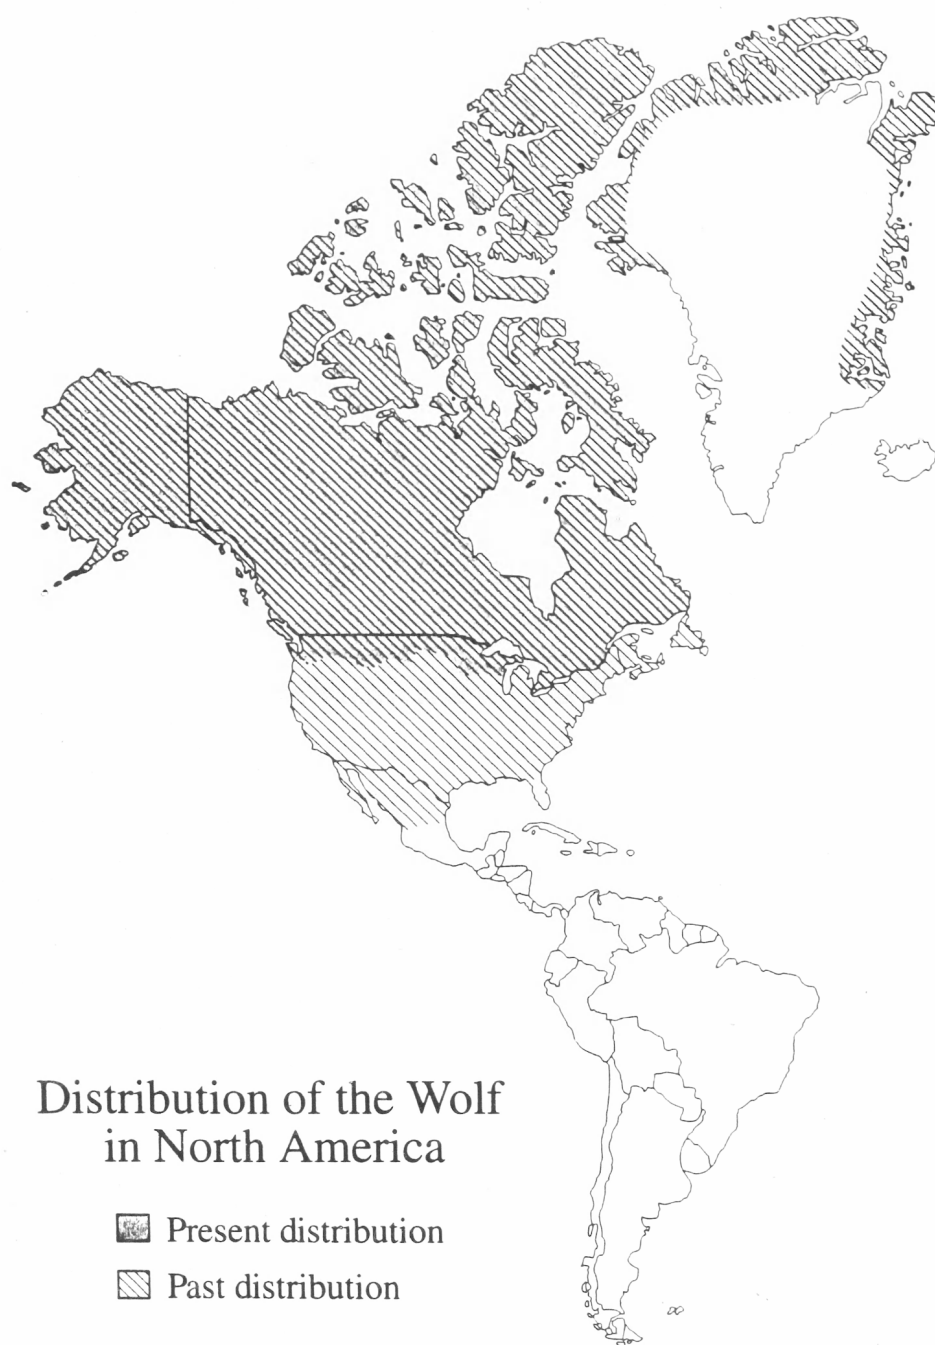 Distribution of the Wolf
in North America
Present distribution
Past distribution